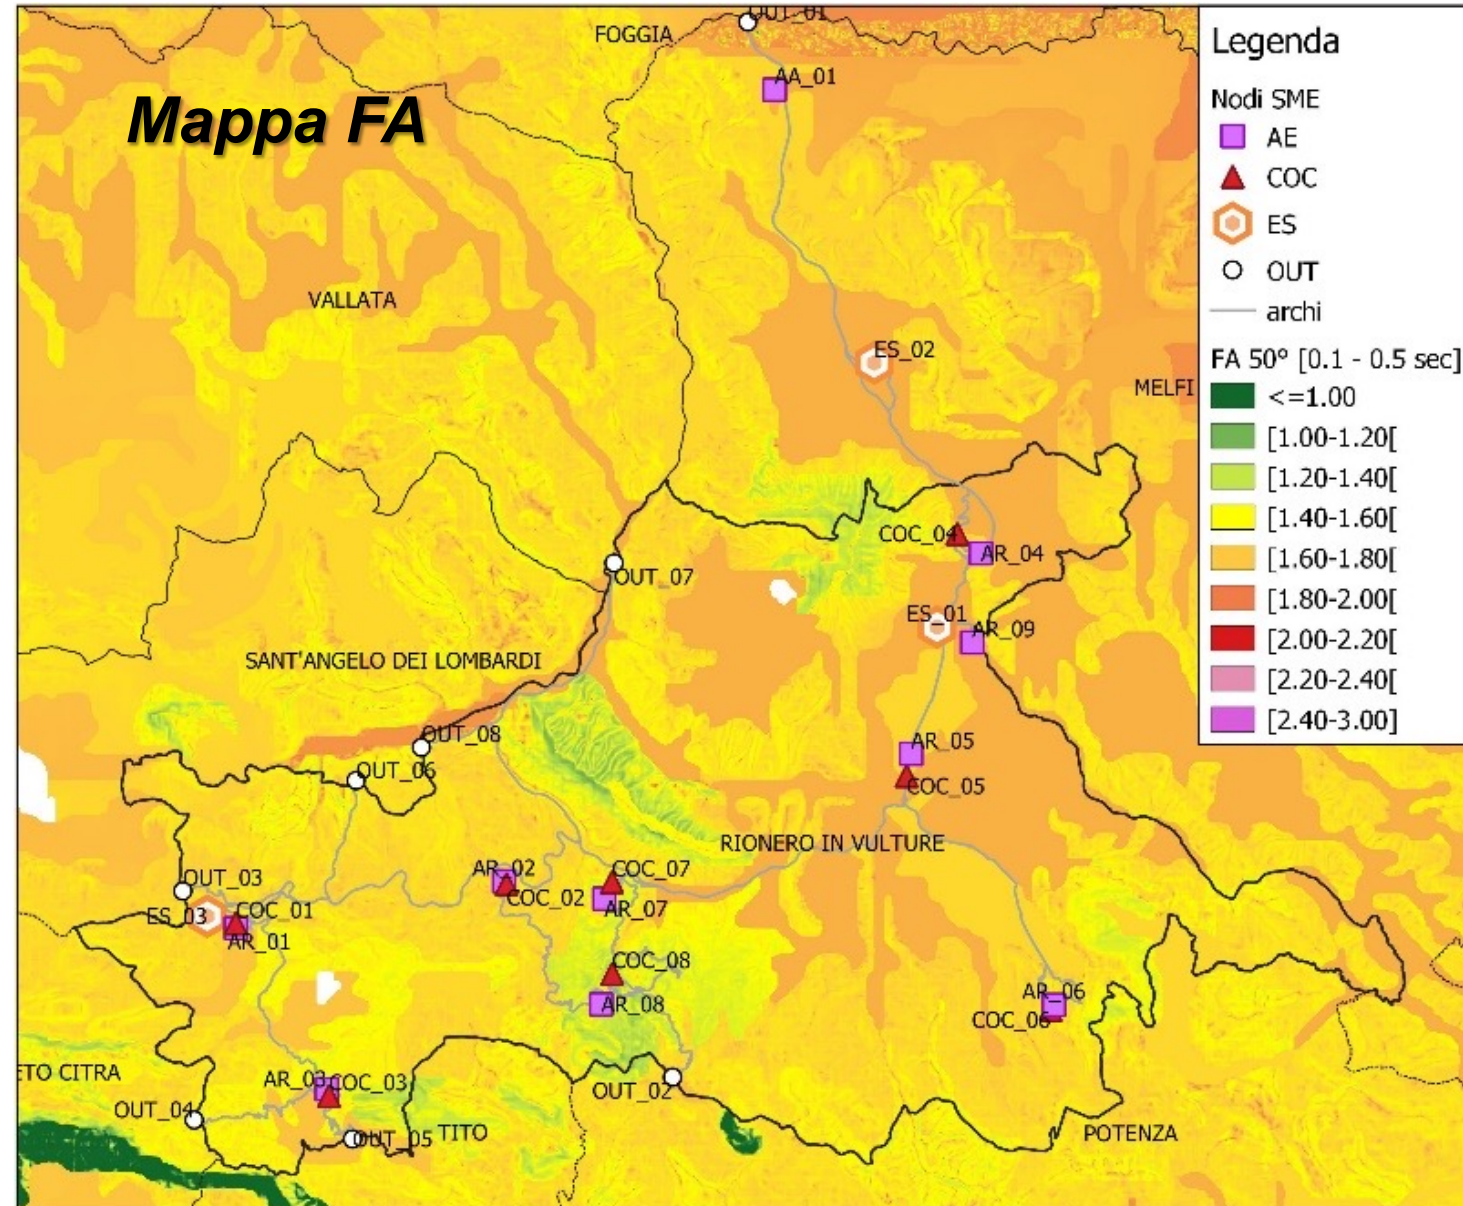 OUT_01
FOGGIA
AA_01
Mappa FA
VALLATA
ES_02
MELFI
COC_04
AR_04
OUT_07
ES_01
AR_09
SANT'ANGELO DEI LOMBARDI
OUT_08
OUT_06
AR_05
COC_05
RIONERO IN VULTURE
AR_02
COC_02
COC_07
AR_07
OUT_03
ES_03
COC_01
AR_01
COC_08
AR_08
AR_06
COC_06
ETO CITRA
AR_03
COC_03
OUT_04
OUT_05
TITO
OUT_02
POTENZA
Legenda
Nodi SME
AE
COC
ES
OUT
archi
FA 50° [0.1 - 0.5 sec]
<=1.00
[1.00-1.20[
[1.20-1.40[
[1.40-1.60[
[1.60-1.80[
[1.80-2.00[
[2.00-2.20[
[2.20-2.40[
[2.40-3.00]